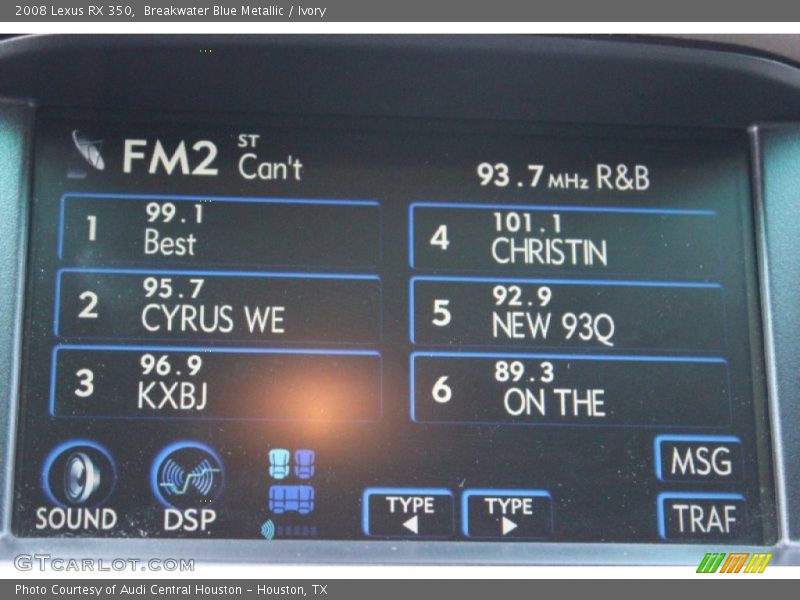 2008 Lexus RX 350, Breakwater Blue Metallic / Ivory
FM2 ST Can't 93.7 MHz R&B
1 99.1 Best
2 95.7 CYRUS WE
3 96.9 KXBJ
4 101.1 CHRISTIN
5 92.9 NEW 93Q
6 89.3 ON THE
SOUND
DSP
TYPE
TYPE
MSG
TRAF
GTCARLOT.COM
Photo Courtesy of Audi Central Houston - Houston, TX